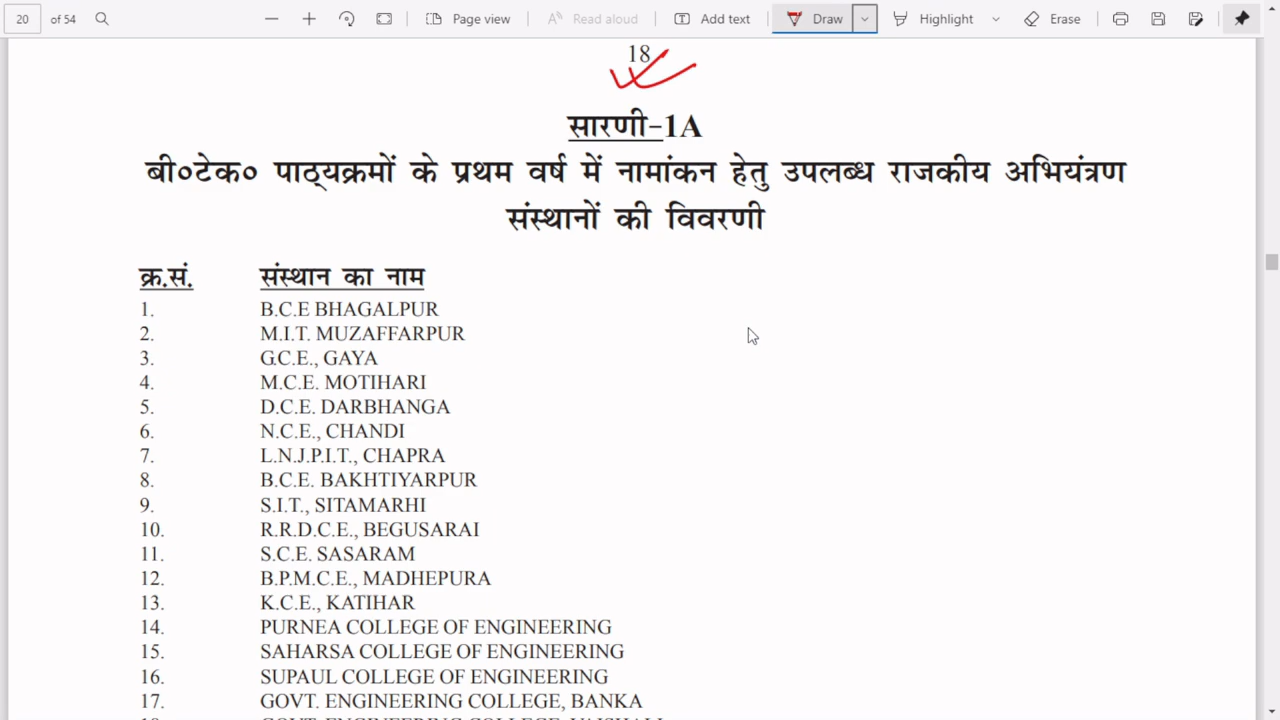 20 of 54 Page view Read aloud Add text Draw Highlight Erase
18
सारणी-1A
बी०टेक० पाठ्यक्रमों के प्रथम वर्ष में नामांकन हेतु उपलब्ध राजकीय अभियंत्रण
संस्थानों की विवरणी
क्र.सं. संस्थान का नाम
1. B.C.E BHAGALPUR
2. M.I.T. MUZAFFARPUR
3. G.C.E., GAYA
4. M.C.E. MOTIHARI
5. D.C.E. DARBHANGA
6. N.C.E., CHANDI
7. L.N.J.P.I.T., CHAPRA
8. B.C.E. BAKHTIYARPUR
9. S.I.T., SITAMARHI
10. R.R.D.C.E., BEGUSARAI
11. S.C.E. SASARAM
12. B.P.M.C.E., MADHEPURA
13. K.C.E., KATIHAR
14. PURNEA COLLEGE OF ENGINEERING
15. SAHARSA COLLEGE OF ENGINEERING
16. SUPAUL COLLEGE OF ENGINEERING
17. GOVT. ENGINEERING COLLEGE, BANKA